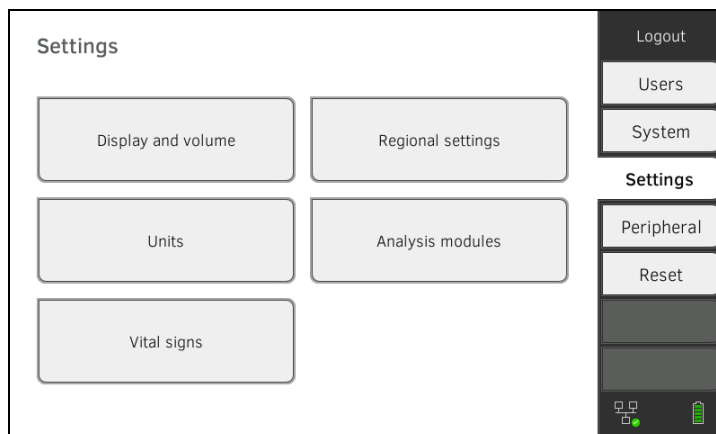 Settings
Display and volume
Regional settings
Units
Analysis modules
Vital signs
Logout
Users
System
Settings
Peripheral
Reset